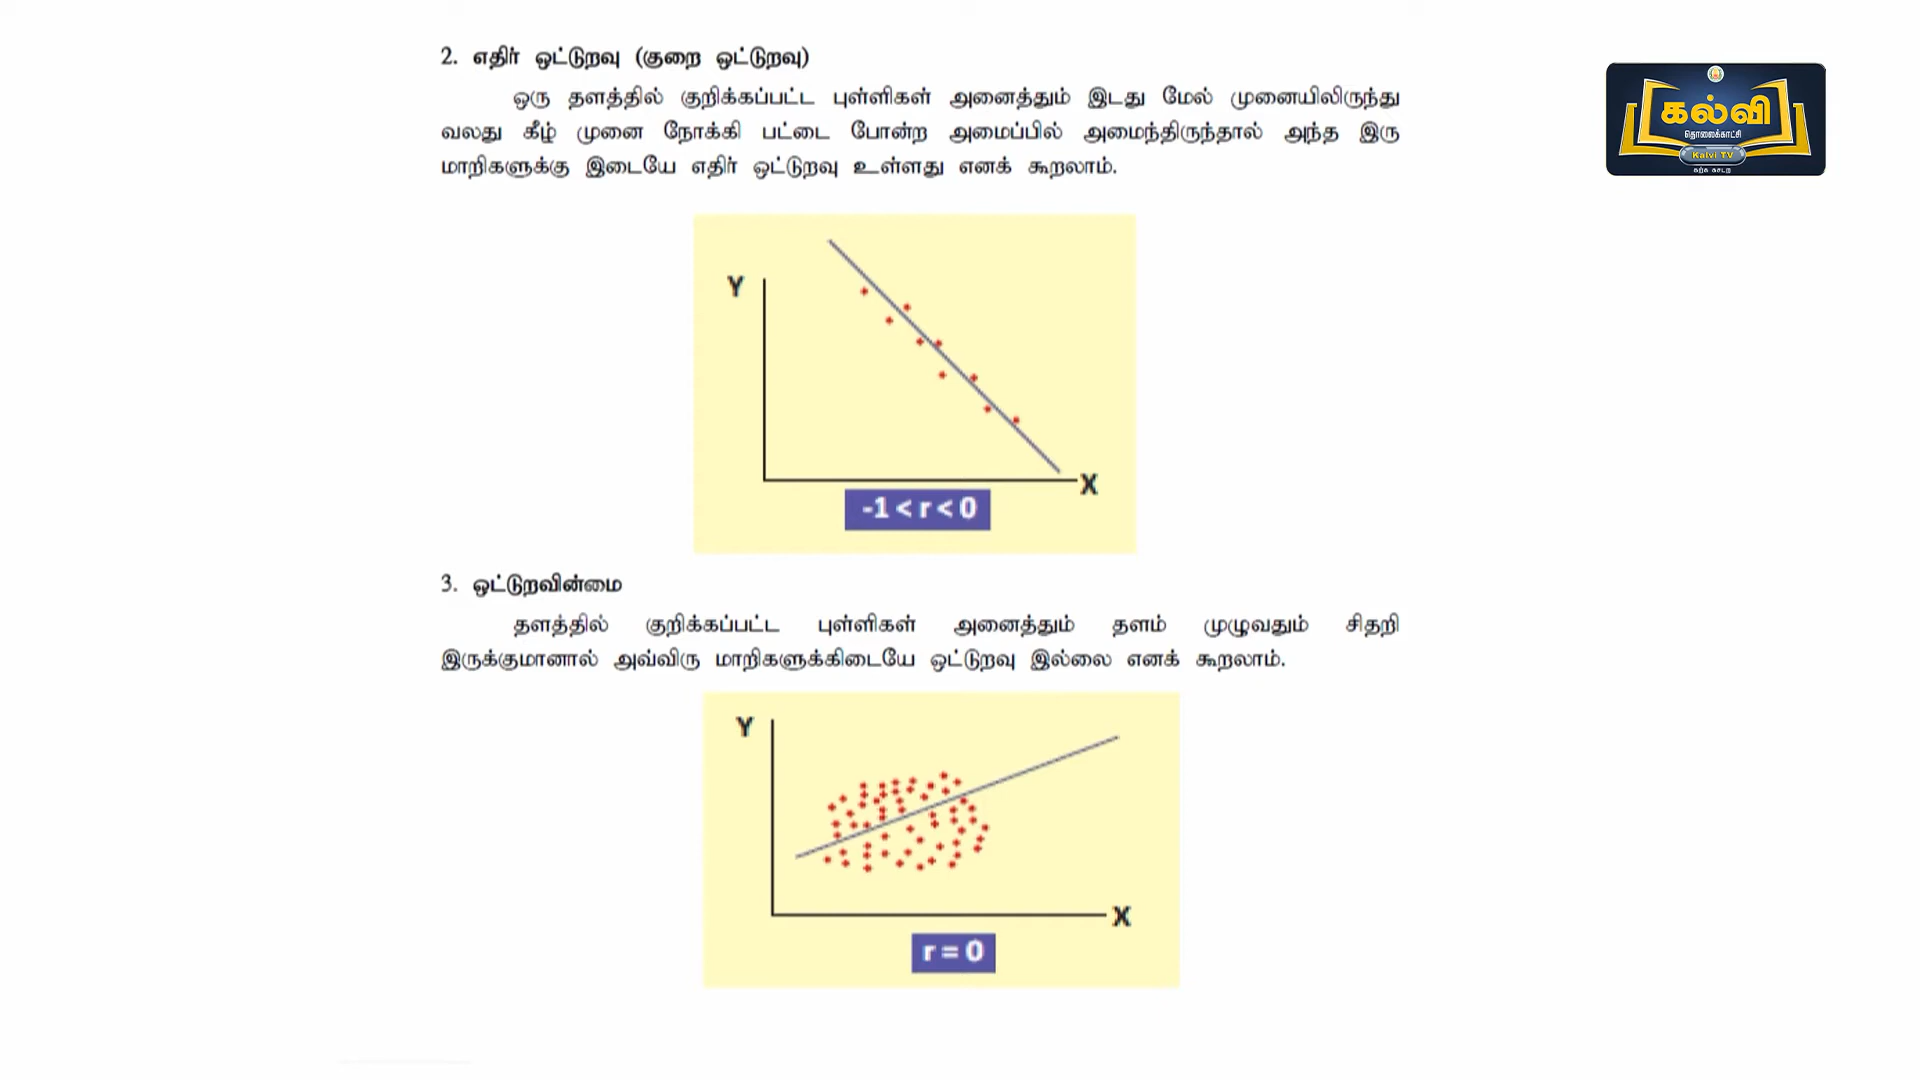 2. எதிர் ஒட்டுறவு (குறை ஒட்டுறவு)
ஒரு தளத்தில் குறிக்கப்பட்ட புள்ளிகள் அனைத்தும் இடது மேல் முனையிலிருந்து
வலது கீழ் முனை நோக்கி பட்டை போன்ற அமைப்பில் அமைந்திருந்தால் அந்த இரு
மாறிகளுக்கு இடையே எதிர் ஒட்டுறவு உள்ளது எனக் கூறலாம்.
கல்வி
தொலைக்காட்சி
Kalvi TV
கற்க கசடற
Y
X
-1 < r < 0
3. ஒட்டுறவின்மை
தளத்தில் குறிக்கப்பட்ட புள்ளிகள் அனைத்தும் தளம் முழுவதும் சிதறி
இருக்குமானால் அவ்விரு மாறிகளுக்கிடையே ஒட்டுறவு இல்லை எனக் கூறலாம்.
Y
X
r = 0